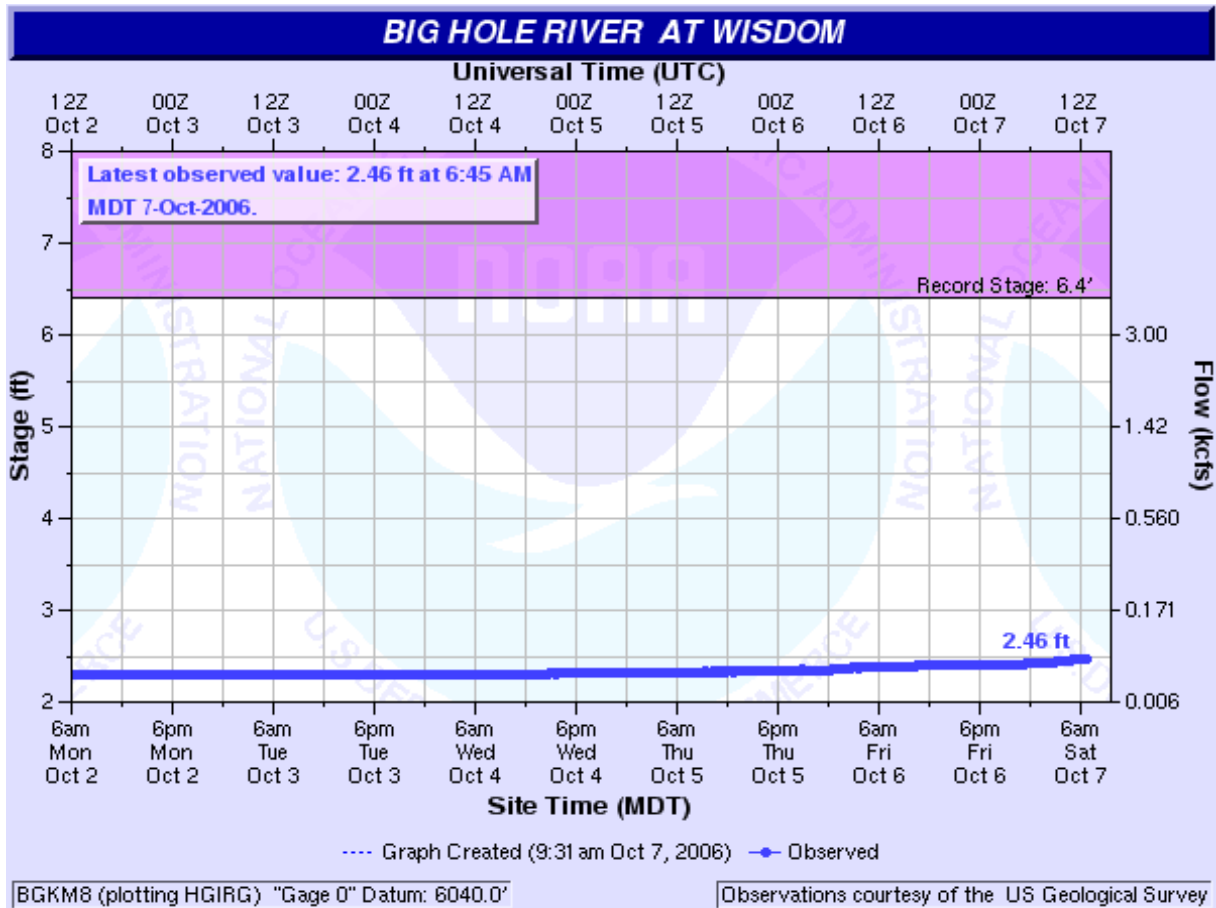 BIG HOLE RIVER AT WISDOM
Universal Time (UTC)
12Z 00Z 12Z 00Z 12Z 00Z 12Z 00Z 12Z 00Z 12Z
Oct 2 Oct 3 Oct 3 Oct 4 Oct 4 Oct 5 Oct 5 Oct 6 Oct 6 Oct 7 Oct 7
Latest observed value: 2.46 ft at 6:45 AM
MDT 7-Oct-2006.
NOAA
Record Stage: 6.4'
Stage (ft)
8
7
6
5
4
3
2
Flow (kcfs)
3.00
1.42
0.560
0.171
0.006
NATIONAL OCEANIC
ADMINISTRATION
2.46 ft
6am 6pm 6am 6pm 6am 6pm 6am 6pm 6am 6pm 6am
Mon Mon Tue Tue Wed Wed Thu Thu Fri Fri Sat
Oct 2 Oct 2 Oct 3 Oct 3 Oct 4 Oct 4 Oct 5 Oct 5 Oct 6 Oct 6 Oct 7
Site Time (MDT)
Graph Created (9:31am Oct 7, 2006) Observed
BGKM8 (plotting HGIRG) "Gage 0" Datum: 6040.0'
Observations courtesy of the US Geological Survey